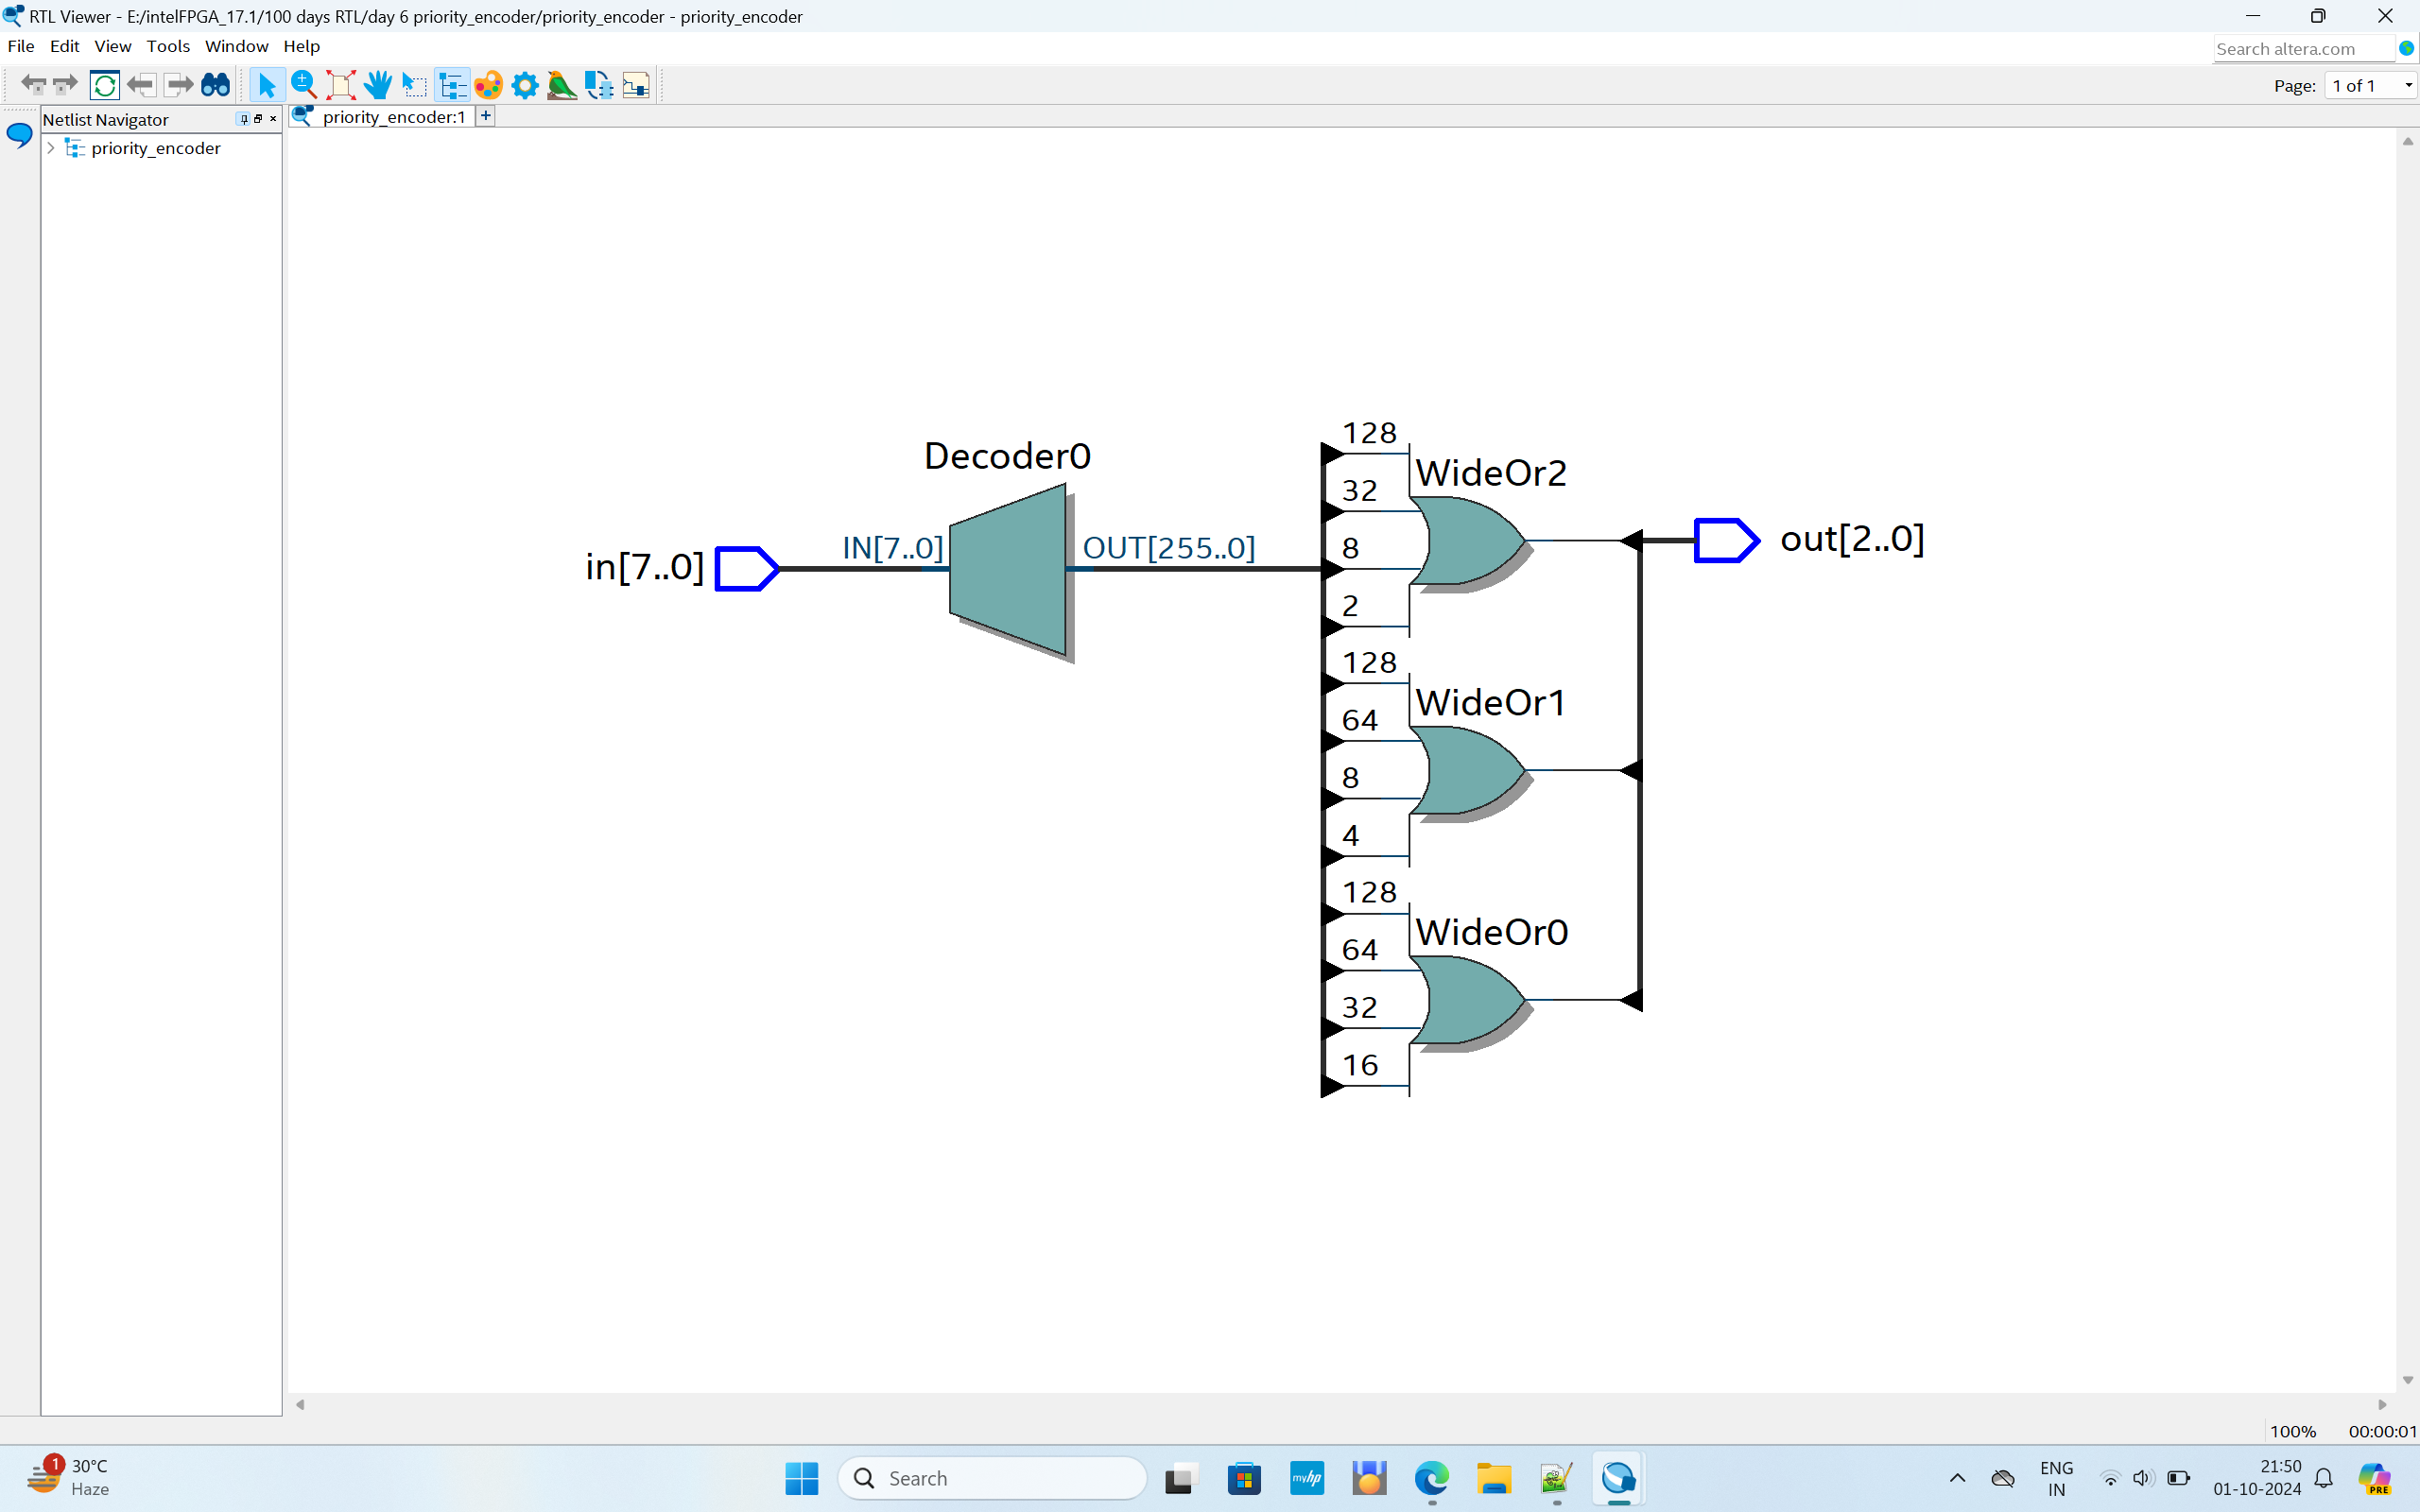 RTL Viewer - E:/intelFPGA_17.1/100 days RTL/day 6 priority_encoder/priority_encoder - priority_encoder
File Edit View Tools Window Help
Search altera.com
Page: 1 of 1
Netlist Navigator
priority_encoder:1
priority_encoder
128
Decoder0
WideOr2
32
IN[7..0]
OUT[255..0]
8
out[2..0]
in[7..0]
2
128
WideOr1
64
8
4
128
WideOr0
64
32
16
100% 00:00:01
1
30°C
Haze
Search
myhp
ENG
IN
21:50
01-10-2024
PRE